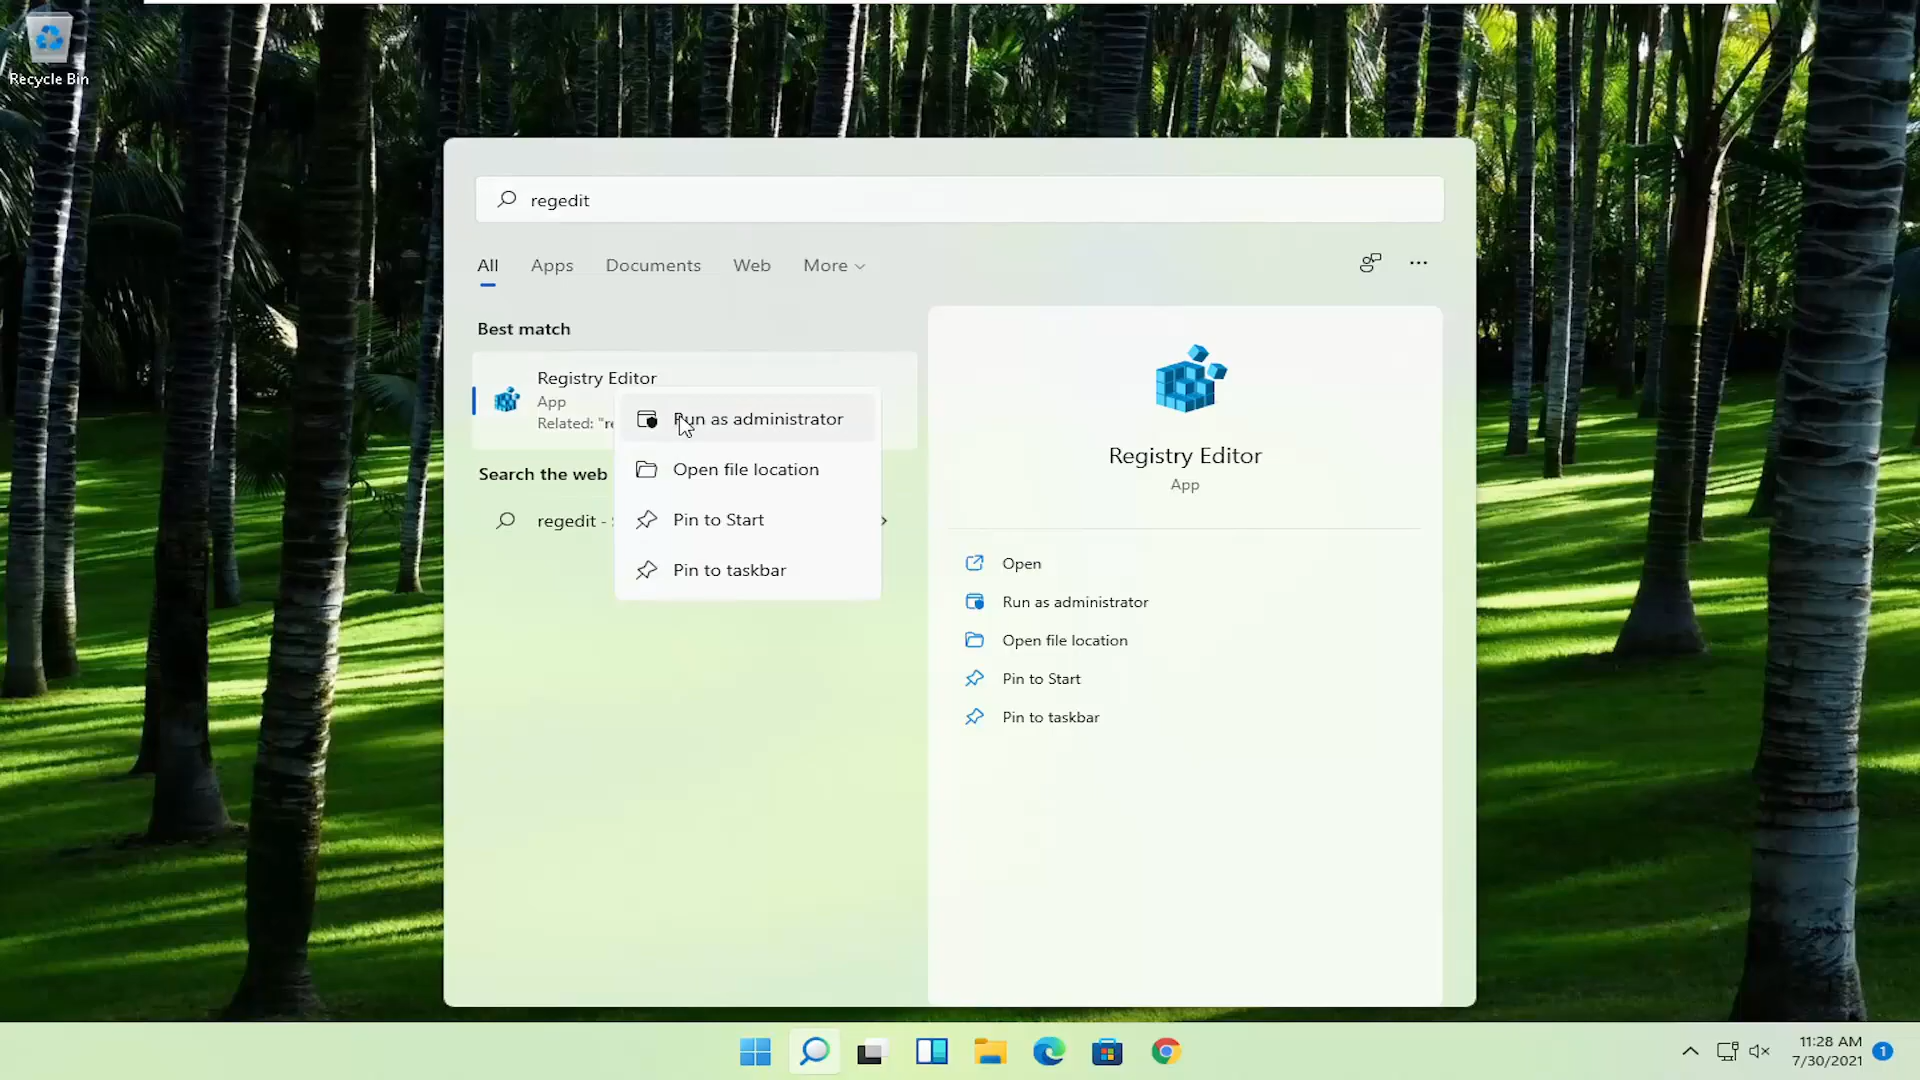 Recycle Bin
regedit
All Apps Documents Web More
Best match
Registry Editor
App
Related: "re
Search the web
regedit -
Run as administrator
Open file location
Pin to Start
Pin to taskbar
Registry Editor
App
Open
Run as administrator
Open file location
Pin to Start
Pin to taskbar
11:28 AM
7/30/2021
1